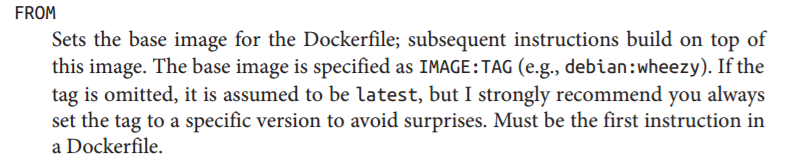 FROM
Sets the base image for the Dockerfile; subsequent instructions build on top of
this image. The base image is specified as IMAGE:TAG (e.g., debian:wheezy). If the
tag is omitted, it is assumed to be latest, but I strongly recommend you always
set the tag to a specific version to avoid surprises. Must be the first instruction in
a Dockerfile.